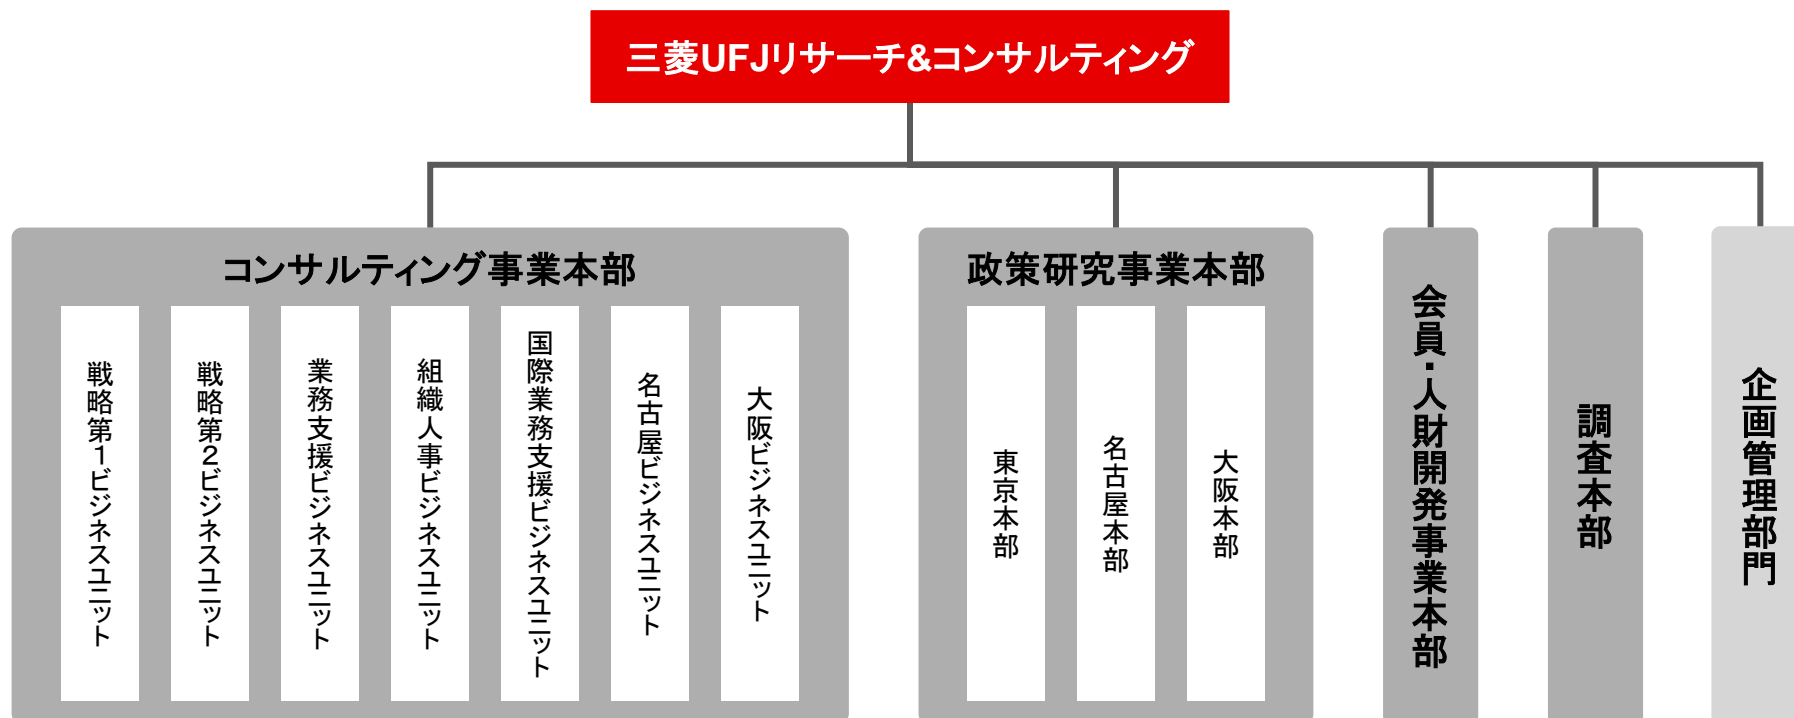 三菱UFJリサーチ&コンサルティング
コンサルティング事業本部
戦略第1ビジネスユニット
戦略第2ビジネスユニット
業務支援ビジネスユニット
組織人事ビジネスユニット
国際業務支援ビジネスユニット
名古屋ビジネスユニット
大阪ビジネスユニット
政策研究事業本部
東京本部
名古屋本部
大阪本部
会員・人財開発事業本部
調査本部
企画管理部門